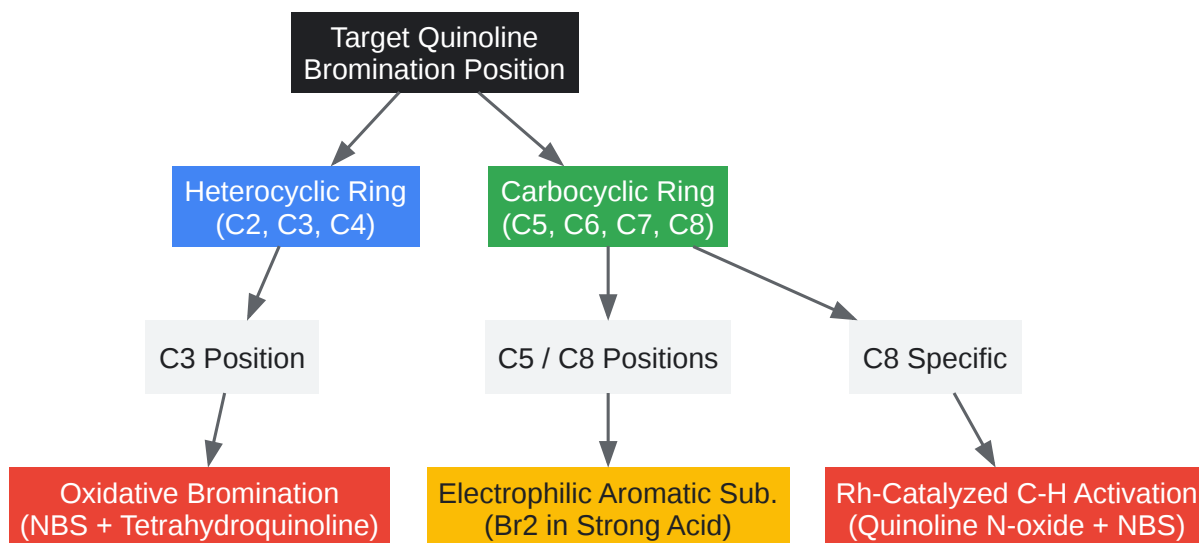 Target Quinoline
Bromination Position
Heterocyclic Ring
(C2, C3, C4)
Carbocyclic Ring
(C5, C6, C7, C8)
C3 Position
C5 / C8 Positions
C8 Specific
Oxidative Bromination
(NBS + Tetrahydroquinoline)
Electrophilic Aromatic Sub.
(Br2 in Strong Acid)
Rh-Catalyzed C-H Activation
(Quinoline N-oxide + NBS)